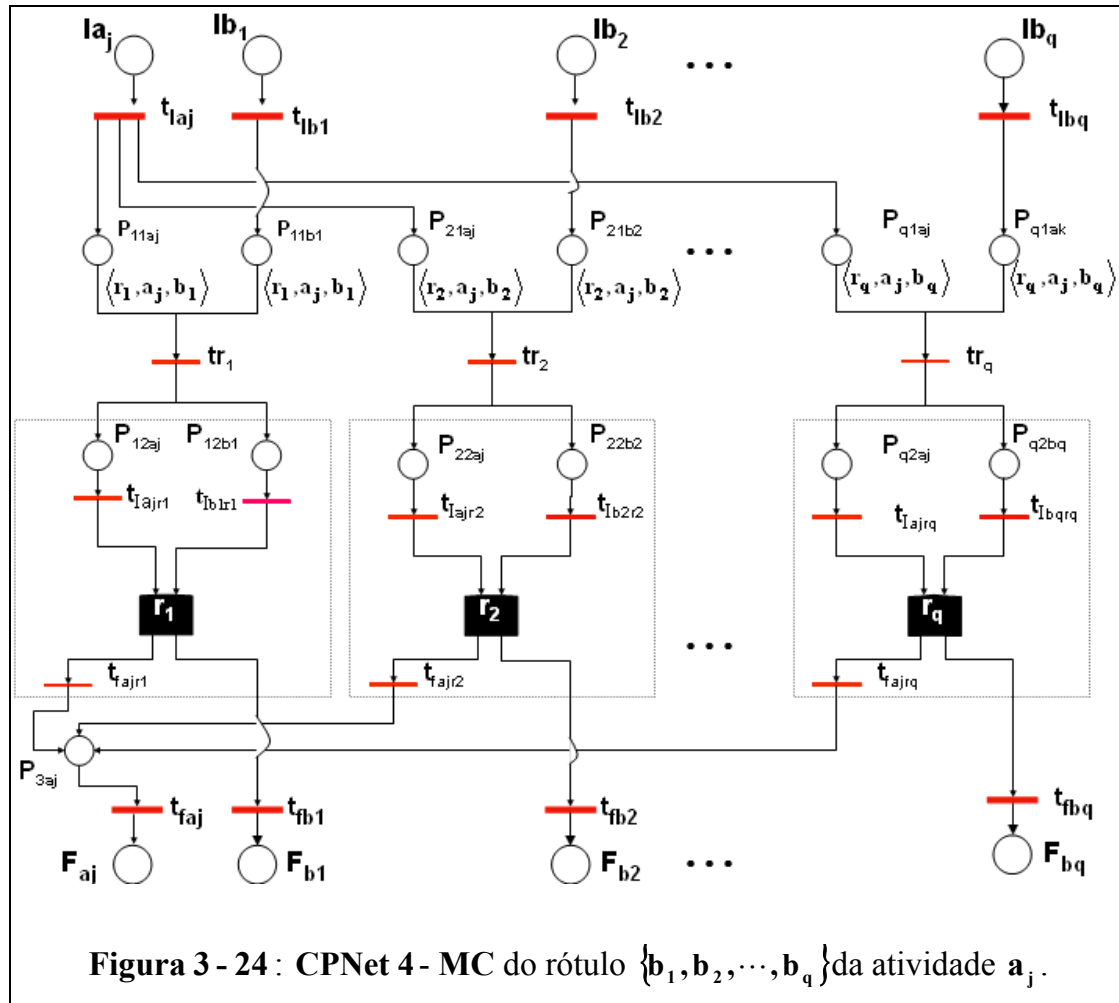 Ia_j Ib_1 Ib_2 • • • Ib_q
t_Iaj t_Ib1 t_Ib2 t_Ibq
P_11aj P_11b1 P_21aj P_21b2 • • • P_q1aj P_q1ak
⟨r_1, a_j, b_1⟩ ⟨r_1, a_j, b_1⟩ ⟨r_2, a_j, b_2⟩ ⟨r_2, a_j, b_2⟩ ⟨r_q, a_j, b_q⟩ ⟨r_q, a_j, b_q⟩
tr_1 tr_2 tr_q
P_12aj P_12b1 P_22aj P_22b2 P_q2aj P_q2bq
t_Iajr1 t_Ib1r1 t_Iajr2 t_Ib2r2 t_Iajrq t_Ibqrq
r_1 r_2 r_q
t_fajr1 t_fajr2 • • • t_fajrq
P_3aj
t_faj t_fb1 t_fb2 t_fbq
F_aj F_b1 F_b2 • • • F_bq
Figura 3 - 24 : CPNet 4 - MC do rótulo {b_1, b_2, ⋯, b_q} da atividade a_j .